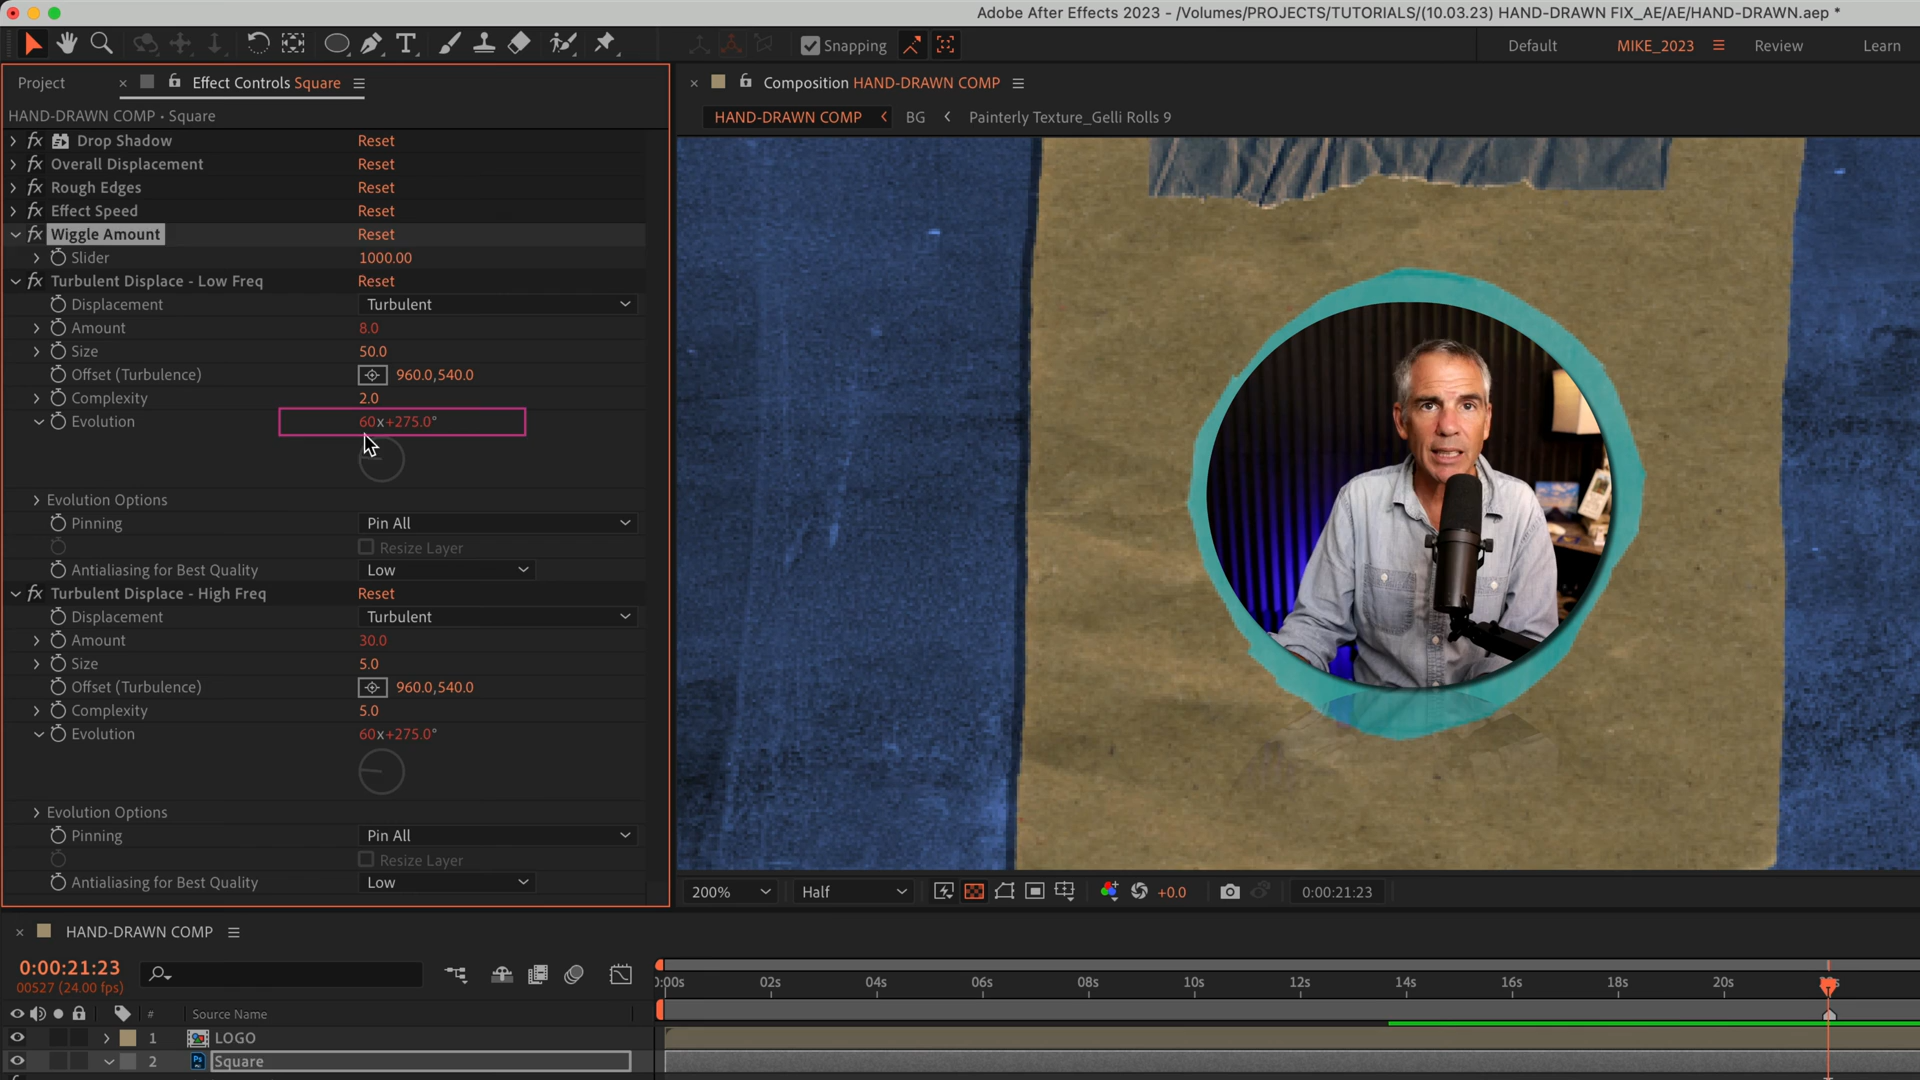 Adobe After Effects 2023 - /Volumes/PROJECTS/TUTORIALS/(10.03.23) HAND-DRAWN FIX_AE/AE/HAND-DRAWN.aep *
Snapping
Default
MIKE_2023
Review
Learn
Project
Effect Controls Square
Composition HAND-DRAWN COMP
HAND-DRAWN COMP • Square
HAND-DRAWN COMP
BG
Painterly Texture_Gelli Rolls 9
fx Drop Shadow Reset
fx Overall Displacement Reset
fx Rough Edges Reset
fx Effect Speed Reset
fx Wiggle Amount Reset
Slider 1000.00
fx Turbulent Displace - Low Freq Reset
Displacement Turbulent
Amount 8.0
Size 50.0
Offset (Turbulence) 960.0,540.0
Complexity 2.0
Evolution 60x+275.0°
Evolution Options
Pinning Pin All
Resize Layer
Antialiasing for Best Quality Low
fx Turbulent Displace - High Freq Reset
Displacement Turbulent
Amount 30.0
Size 5.0
Offset (Turbulence) 960.0,540.0
Complexity 5.0
Evolution 60x+275.0°
Evolution Options
Pinning Pin All
Resize Layer
Antialiasing for Best Quality Low
200%
Half
+0.0
0:00:21:23
HAND-DRAWN COMP
0:00:21:23
00527 (24.00 fps)
:00s 02s 04s 06s 08s 10s 12s 14s 16s 18s 20s
# Source Name
1 LOGO
2 Ps Square